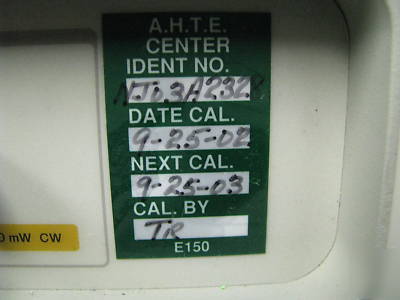 A.H.T.E.
CENTER
IDENT NO.
DATE CAL.
9-25-02
NEXT CAL.
9-25-03
CAL. BY
TR
E150
0 mW CW